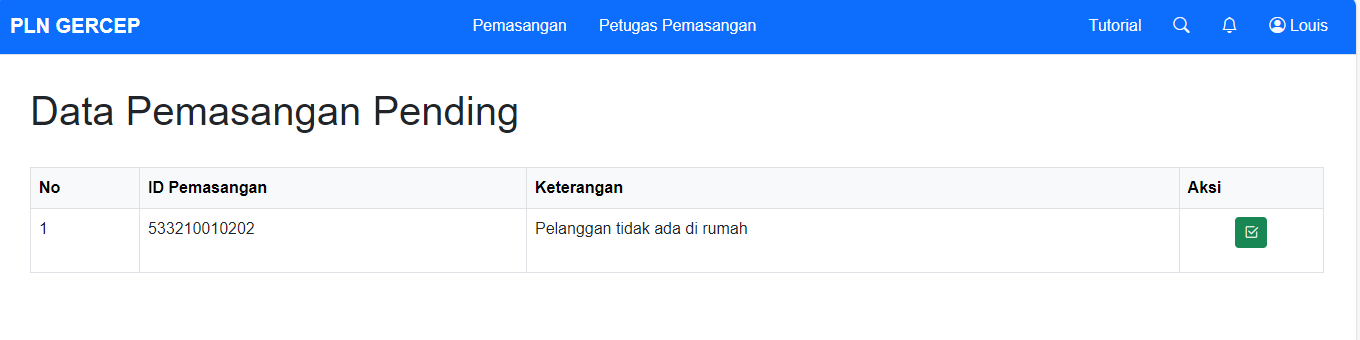 PLN GERCEP Pemasangan Petugas Pemasangan Tutorial Louis
Data Pemasangan Pending
No ID Pemasangan Keterangan Aksi
1 533210010202 Pelanggan tidak ada di rumah